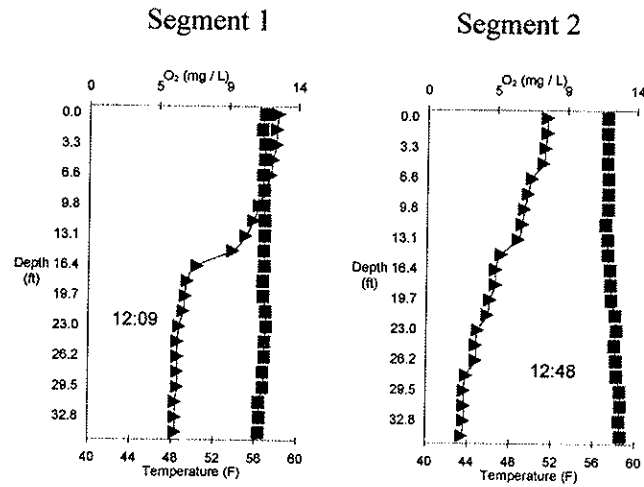 Segment 1
O₂ (mg / L)
0 5 9 14
0.0
3.3
6.6
9.8
13.1
16.4
19.7
23.0
26.2
29.5
32.8
Depth
(ft)
12:09
40 44 48 52 56 60
Temperature (F)
Segment 2
O₂ (mg / L)
0 5 9 14
0.0
3.3
6.6
9.8
13.1
16.4
19.7
23.0
26.2
29.5
32.8
Depth
(ft)
12:48
40 44 48 52 56 60
Temperature (F)